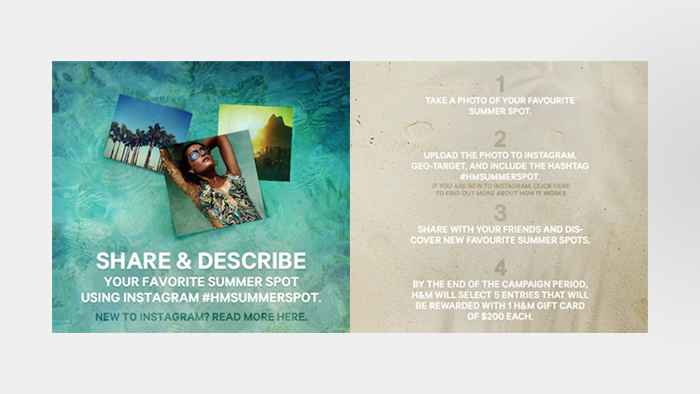 SHARE & DESCRIBE
YOUR FAVORITE SUMMER SPOT
USING INSTAGRAM #HMSUMMERSPOT.
NEW TO INSTAGRAM? READ MORE HERE.
1
TAKE A PHOTO OF YOUR FAVOURITE
SUMMER SPOT.
2
UPLOAD THE PHOTO TO INSTAGRAM,
GEO-TARGET, AND INCLUDE THE HASHTAG
#HMSUMMERSPOT.
IF YOU ARE NEW TO INSTAGRAM, CLICK HERE
TO FIND OUT MORE ABOUT HOW IT WORKS
3
SHARE WITH YOUR FRIENDS AND DIS-
COVER NEW FAVOURITE SUMMER SPOTS.
4
BY THE END OF THE CAMPAIGN PERIOD,
H&M WILL SELECT 5 ENTRIES THAT WILL
BE REWARDED WITH 1 H&M GIFT CARD
OF $200 EACH.